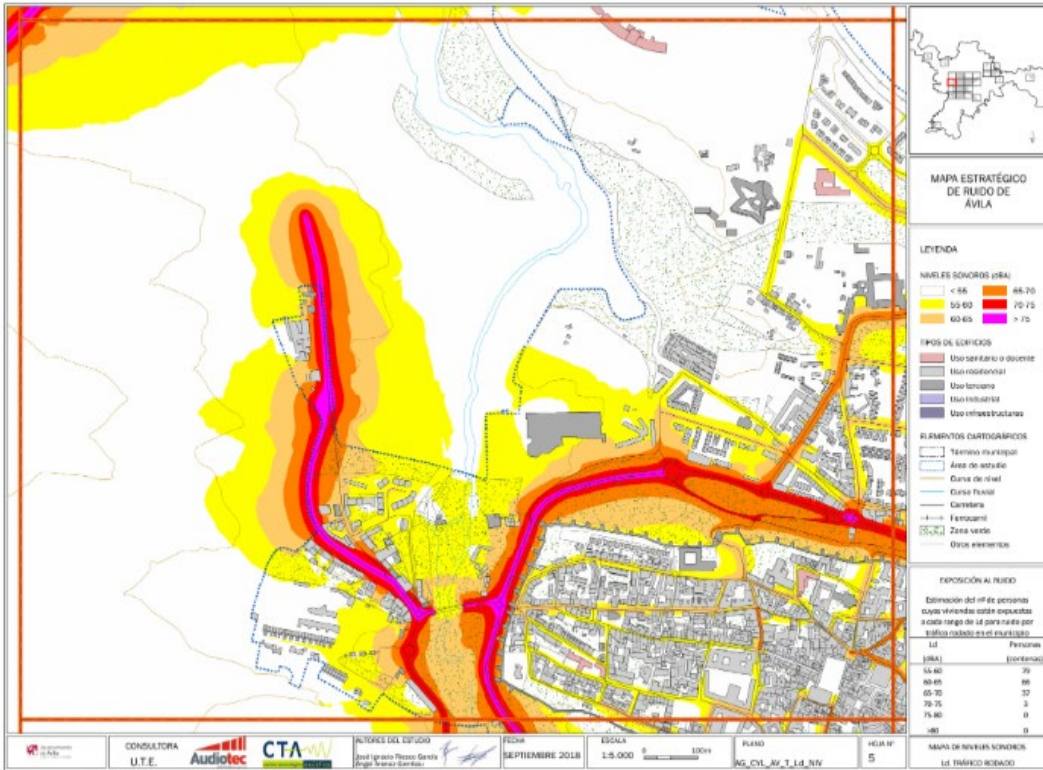 MAPA ESTRATÉGICO
DE RUIDO DE
ÁVILA
LEYENDA
NIVELES SONOROS (dBA)
< 55
65-70
55-60
70-75
60-65
> 75
TIPOS DE EDIFICIOS
Uso sanitario o docente
Uso residencial
Uso terciario
Uso industrial
Uso infraestructuras
ELEMENTOS CARTOGRÁFICOS
Término municipal
Área de estudio
Curva de nivel
Curso fluvial
Carretera
Ferrocarril
Zona verde
Otros elementos
EXPOSICIÓN AL RUIDO
Estimación del nº de personas
cuyas viviendas están expuestas
a cada rango de Ld para ruido por
tráfico rodado en el municipio
Ld
Personas
(dBA)
(centenas)
55-60
60-65
65-70
70-75 3
75-80 0
>80 0
CONSULTORA
U.T.E.
Audiotec
CTA
AUTORES DEL ESTUDIO
José Ignacio
FECHA
SEPTIEMBRE 2018
ESCALA
1:5.000
0 100m
PLANO
AG_CYL_AV_T_Ld_NIV
HOJA Nº
5
MAPA DE NIVELES SONOROS
Ld. TRÁFICO RODADO